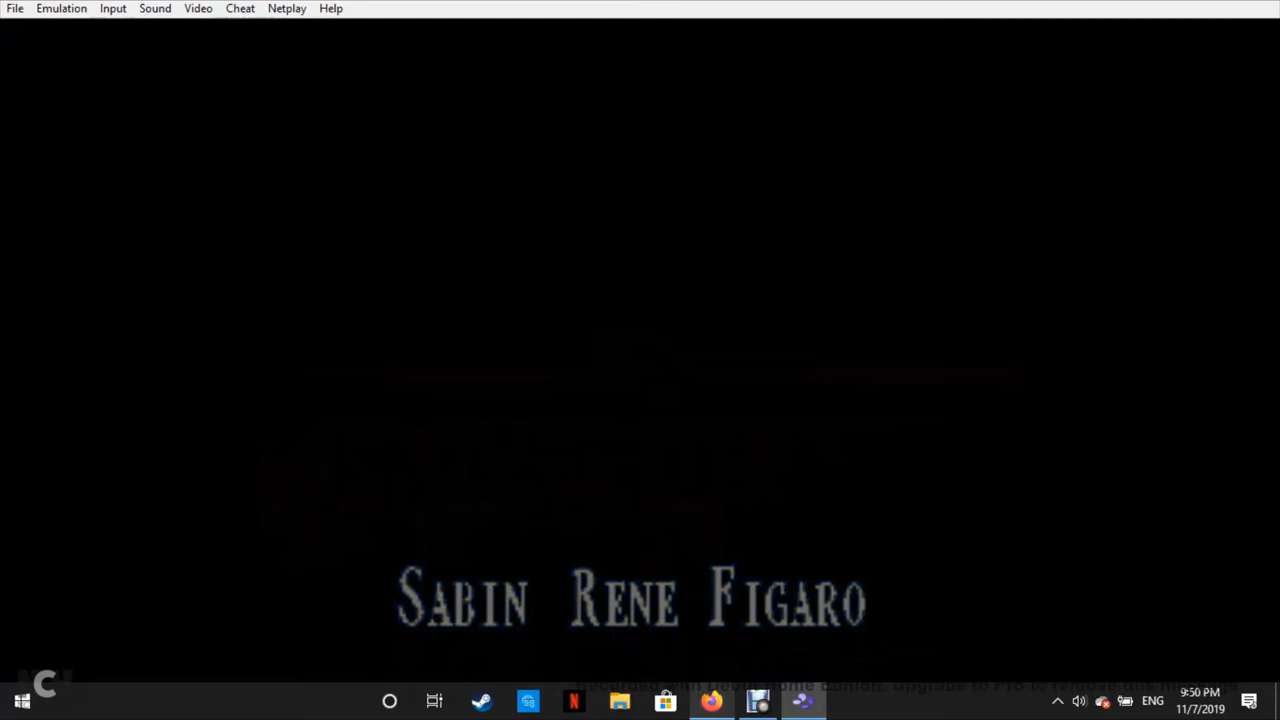 File Emulation Input Sound Video Cheat Netplay Help
SABIN RENE FIGARO
9:50 PM
ENG
11/7/2019